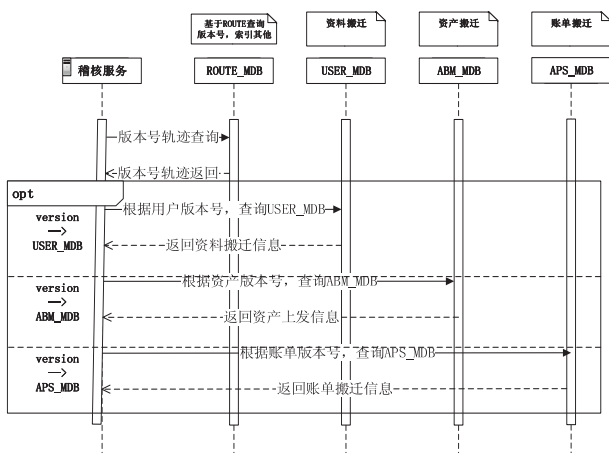 基于ROUTE查询
版本号，索引其他
资料搬迁
资产搬迁
账单搬迁
稽核服务
ROUTE_MDB
USER_MDB
ABM_MDB
APS_MDB
版本号轨迹查询
版本号轨迹返回
opt
version
—>
USER_MDB
根据用户版本号，查询USER_MDB
返回资料搬迁信息
version
—>
ABM_MDB
根据资产版本号，查询ABM_MDB
返回资产上发信息
version
—>
APS_MDB
根据账单版本号，查询APS_MDB
返回账单搬迁信息